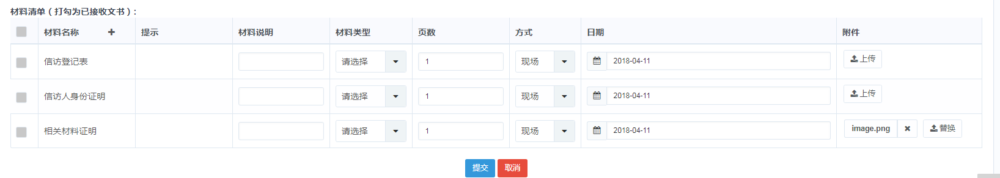 材料清单（打勾为已接收文书）:
材料名称 + 提示 材料说明 材料类型 页数 方式 日期 附件
信访登记表 请选择 1 现场 2018-04-11 上传
信访人身份证明 请选择 1 现场 2018-04-11 上传
相关材料证明 请选择 1 现场 2018-04-11 image.png 替换
提交 取消